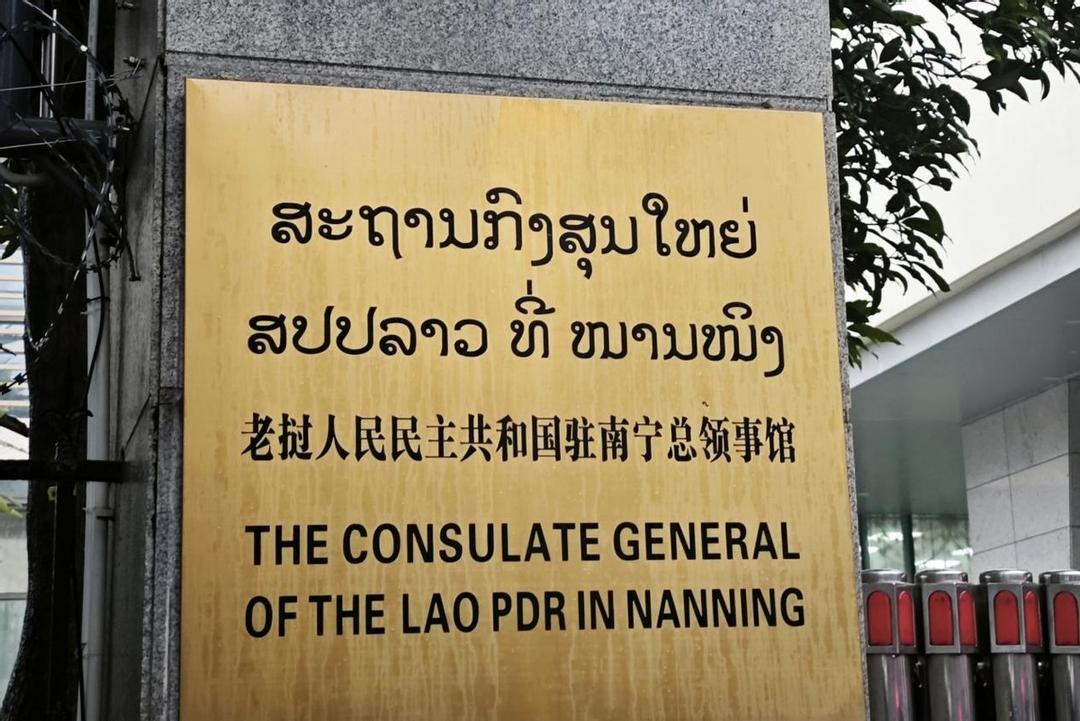 ສະຖານກົງສຸນໃຫຍ່
ສປປລາວ ທີ່ ໜານໜິງ
老挝人民民主共和国驻南宁总领事馆
THE CONSULATE GENERAL
OF THE LAO PDR IN NANNING